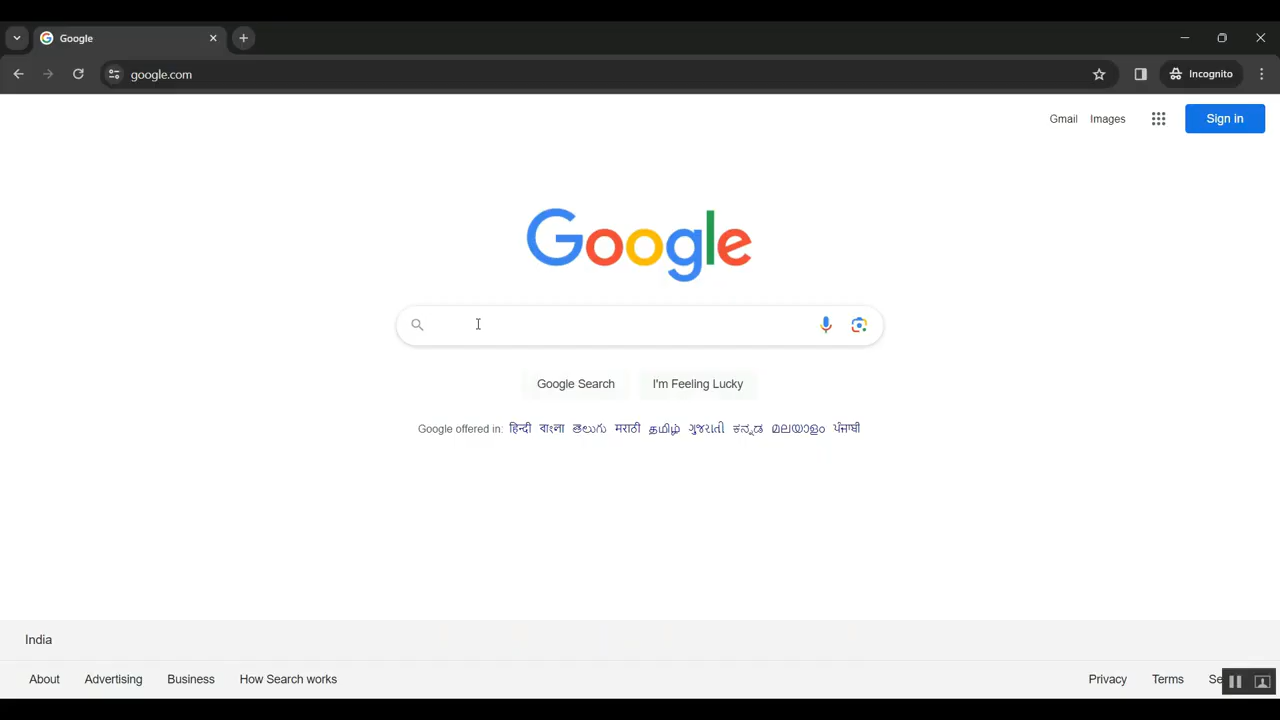 Google
google.com
Incognito
Gmail Images Sign in
Google
Google Search I'm Feeling Lucky
Google offered in: हिन्दी বাংলা తెలుగు मराठी தமிழ் ગુજરાતી ಕನ್ನಡ മലയാളം ਪੰਜਾਬੀ
India
About Advertising Business How Search works Privacy Terms